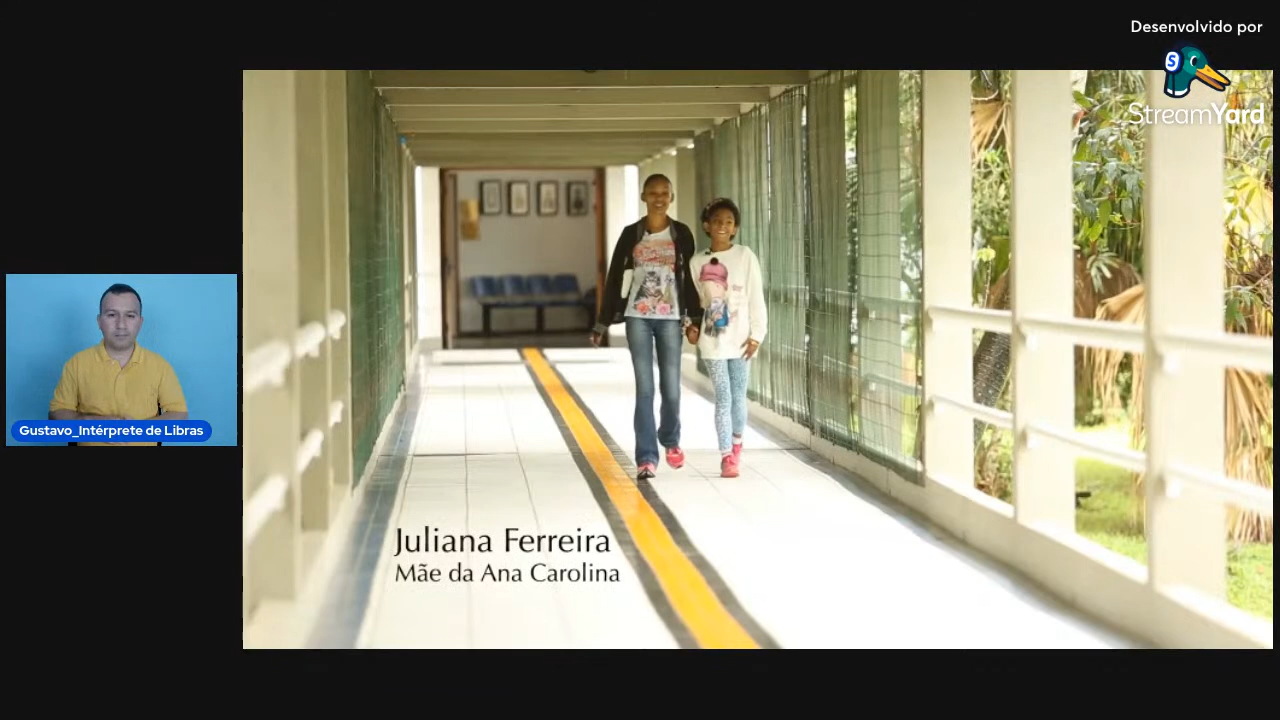 Desenvolvido por
StreamYard
Gustavo_Intérprete de Libras
Juliana Ferreira
Mãe da Ana Carolina